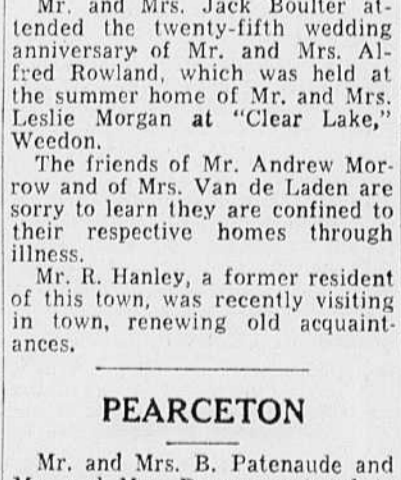 Mr. and Mrs. Jack Boulter at-
tended the twenty-fifth wedding
anniversary of Mr. and Mrs. Al-
fred Rowland, which was held at
the summer home of Mr. and Mrs.
Leslie Morgan at "Clear Lake,"
Weedon.
The friends of Mr. Andrew Mor-
row and of Mrs. Van de Laden are
sorry to learn they are confined to
their respective homes through
illness.
Mr. R. Hanley, a former resident
of this town, was recently visiting
in town, renewing old acquaint-
ances.
PEARCETON
Mr. and Mrs. B. Patenaude and